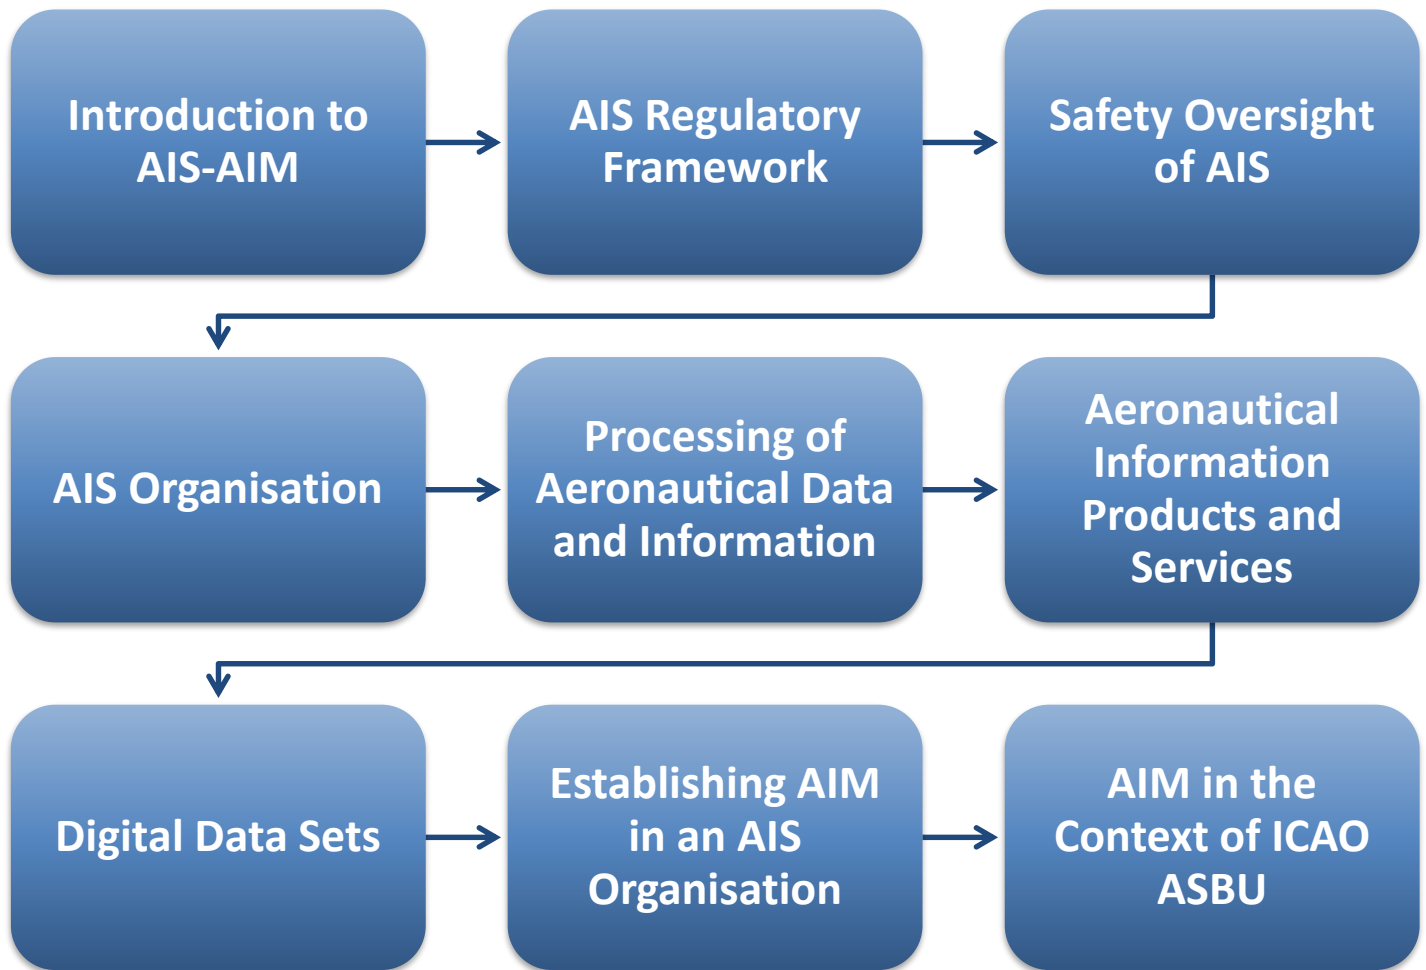 Introduction to
AIS-AIM
AIS Regulatory
Framework
Safety Oversight
of AIS
AIS Organisation
Processing of
Aeronautical Data
and Information
Aeronautical
Information
Products and
Services
Digital Data Sets
Establishing AIM
in an AIS
Organisation
AIM in the
Context of ICAO
ASBU